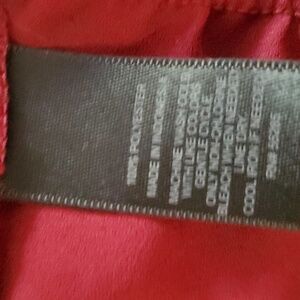 100% POLYESTER
MADE IN INDONESIA
MACHINE WASH COLD
WITH LIKE COLORS
GENTLE CYCLE
ONLY NON-CHLORINE
BLEACH WHEN NEEDED
LINE DRY
COOL IRON IF NEEDED
RN#